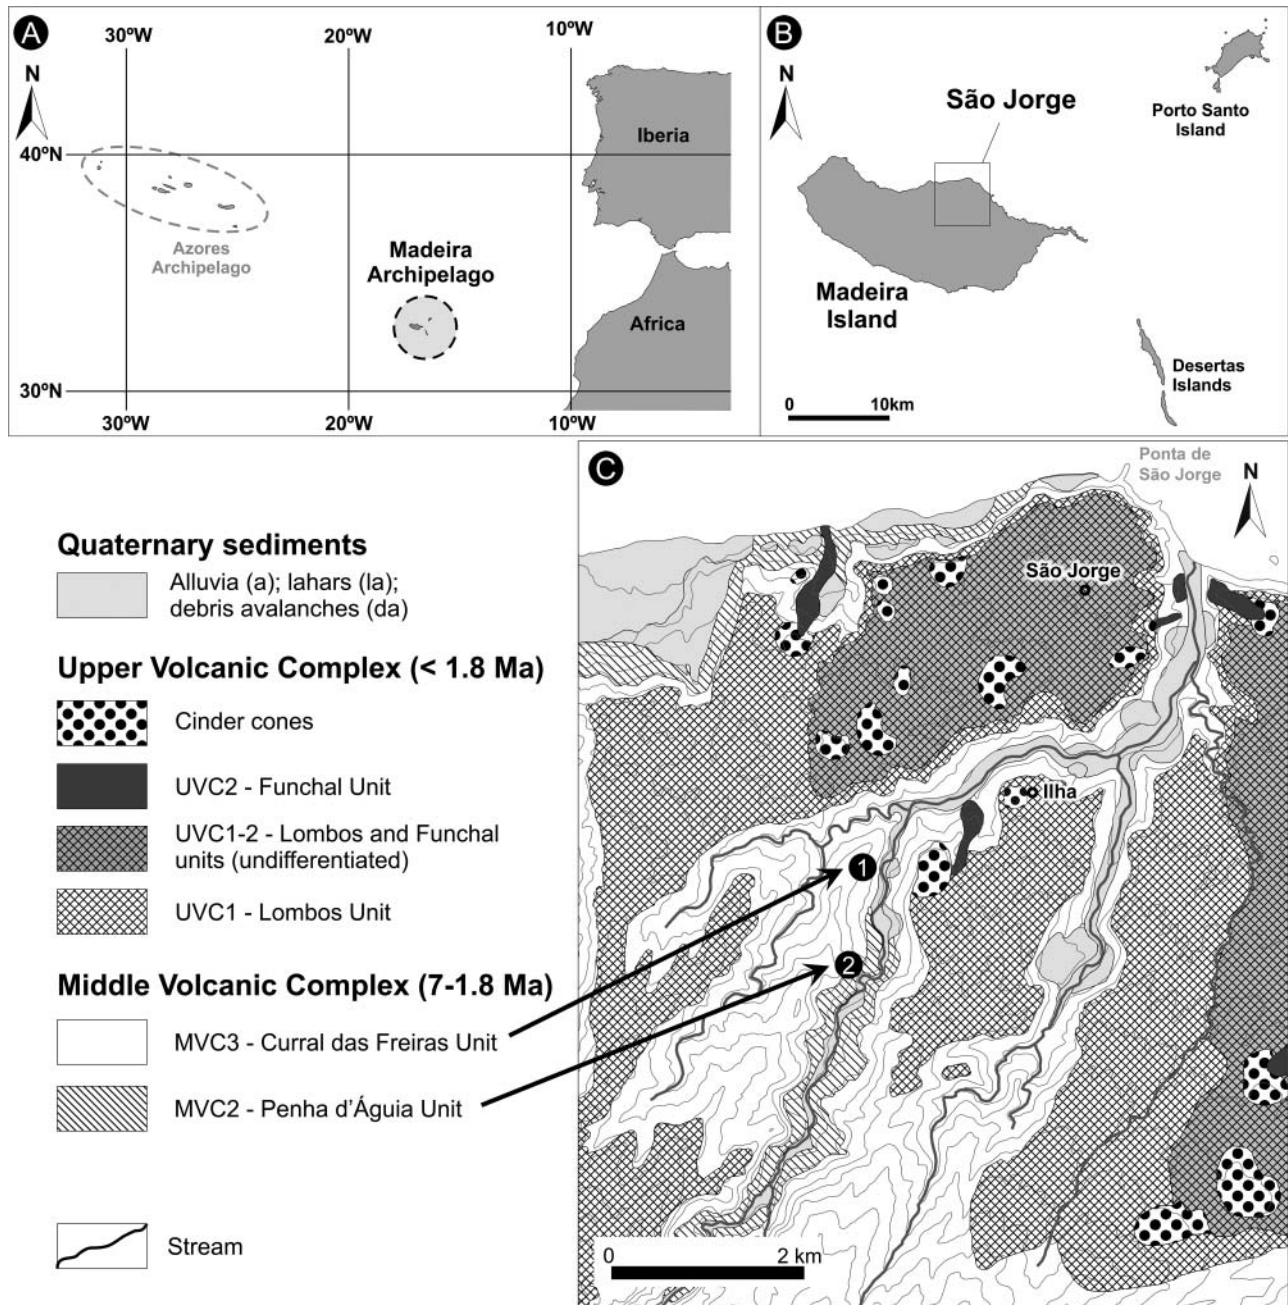 A
30ºW
20ºW
10ºW
N
40ºN
Iberia
Azores
Archipelago
Madeira
Archipelago
Africa
30ºN
30ºW
20ºW
10ºW
B
N
São Jorge
Porto Santo
Island
Madeira
Island
Desertas
Islands
0
10km
C
Ponta de
São Jorge
N
São Jorge
Ilha
1
2
0
2 km
Quaternary sediments
Alluvia (a); lahars (la);
debris avalanches (da)
Upper Volcanic Complex (< 1.8 Ma)
Cinder cones
UVC2 - Funchal Unit
UVC1-2 - Lombos and Funchal
units (undifferentiated)
UVC1 - Lombos Unit
Middle Volcanic Complex (7-1.8 Ma)
MVC3 - Curral das Freiras Unit
MVC2 - Penha d'Águia Unit
Stream